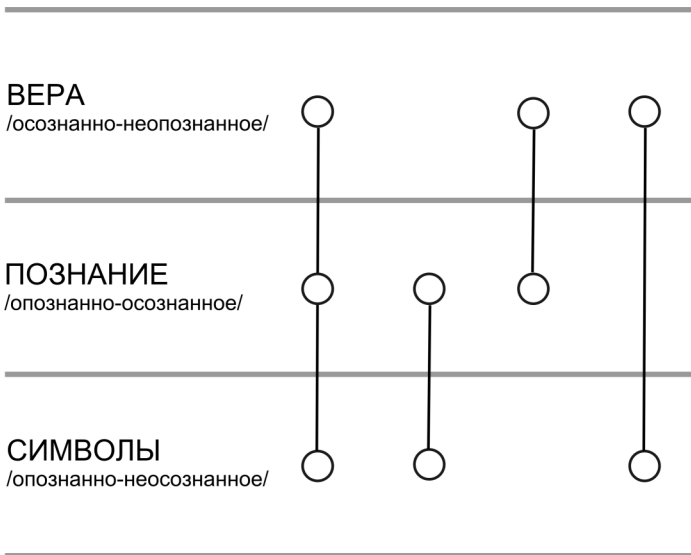 ВЕРА
/осознанно-неопознанное/
ПОЗНАНИЕ
/опознанно-осознанное/
СИМВОЛЫ
/опознанно-неосознанное/